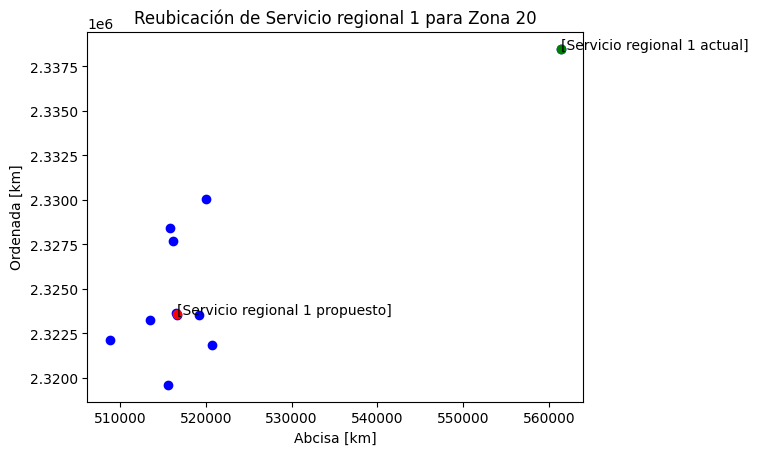 Reubicación de Servicio regional 1 para Zona 20
1e6
[Servicio regional 1 actual]
2.3375
2.3350
2.3325
2.3300
2.3275
2.3250
[Servicio regional 1 propuesto]
2.3225
2.3200
Ordenada [km]
510000 520000 530000 540000 550000 560000
Abcisa [km]